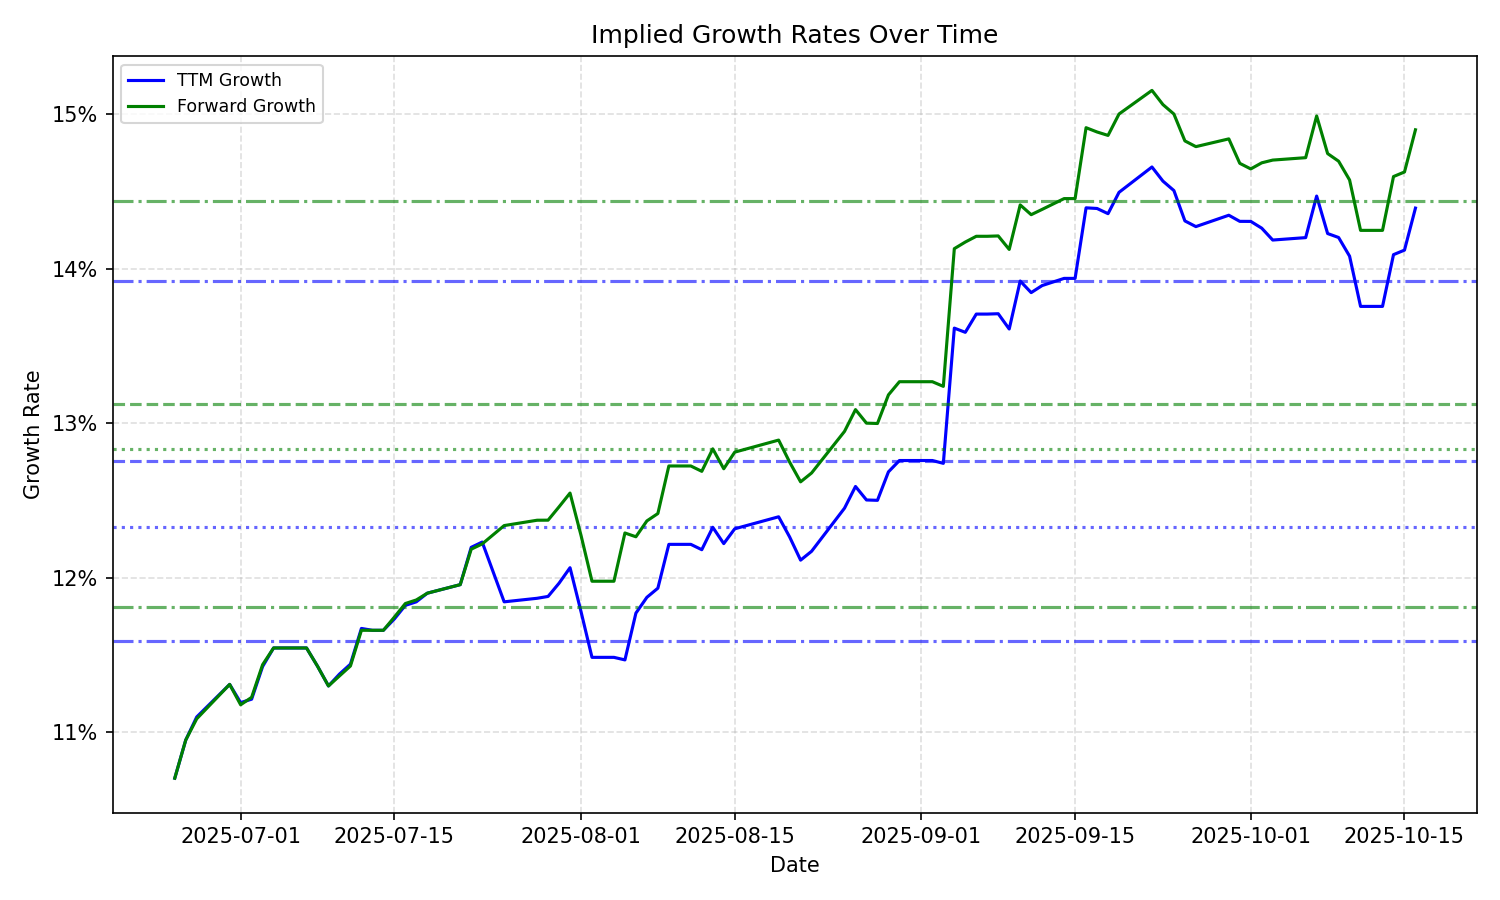 Implied Growth Rates Over Time
TTM Growth
Forward Growth
15%
14%
13%
12%
11%
Growth Rate
2025-07-01
2025-07-15
2025-08-01
2025-08-15
2025-09-01
2025-09-15
2025-10-01
2025-10-15
Date